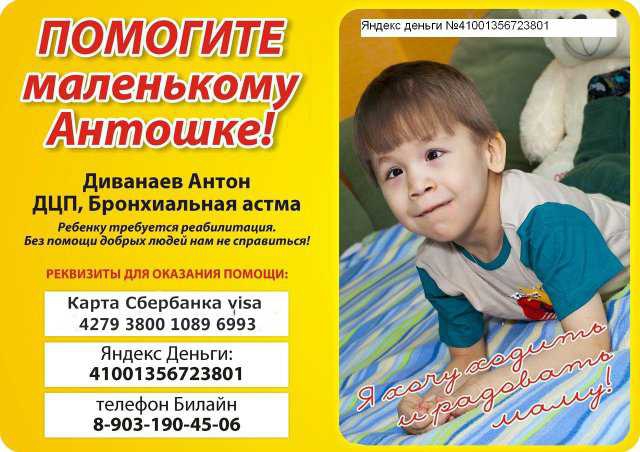 ПОМОГИТЕ
маленькому
Антошке!
Диванаев Антон
ДЦП, Бронхиальная астма
Ребенку требуется реабилитация.
Без помощи добрых людей нам не справиться!
РЕКВИЗИТЫ ДЛЯ ОКАЗАНИЯ ПОМОЩИ:
Карта Сбербанка visa
4279 3800 1089 6993
Яндекс Деньги:
41001356723801
телефон Билайн
8-903-190-45-06
Яндекс деньги №41001356723801
Я хочу ходить
и радовать
маму!